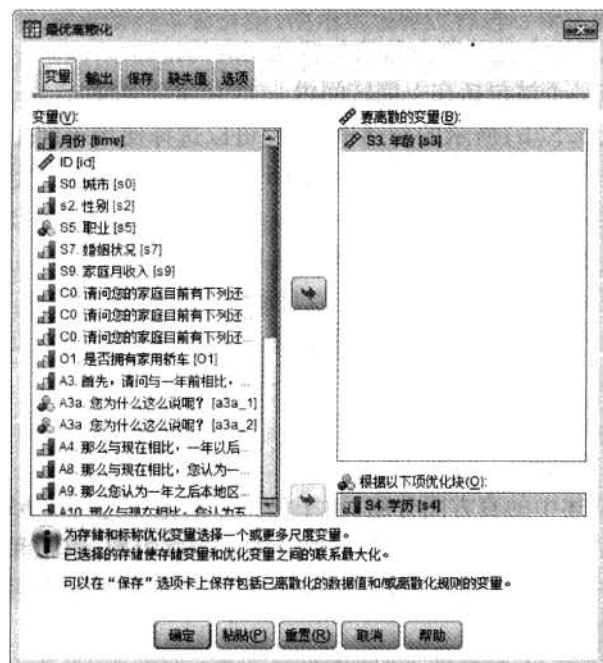 最优离散化
变量 输出 保存 缺失值 选项
变量(V):
月份 [time]
ID [id]
S0. 城市 [s0]
s2. 性别 [s2]
S5. 职业 [s5]
S7. 婚姻状况 [s7]
S9. 家庭月收入 [s9]
C0. 请问您的家庭目前有下列还...
C0. 请问您的家庭目前有下列还...
C0. 请问您的家庭目前有下列还...
O1. 是否拥有家用轿车 [O1]
A3. 首先，请问与一年前相比，...
A3a. 您为什么这么说呢？ [a3a_1]
A3a. 您为什么这么说呢？ [a3a_2]
A4. 那么与现在相比，一年以后...
A8. 那么与现在相比，您认为一...
A9. 那么您认为一年之后本地区...
A10. 那么与现在相比，您认为五...
要离散的变量(B):
S3. 年龄 [s3]
根据以下项优化块(O):
S4. 学历 [s4]
为存储和标称优化变量选择一个或更多尺度变量。
已选择的存储使存储变量和优化变量之间的联系最大化。
可以在“保存”选项卡上保存包括已离散化的数据值和/或离散化规则的变量。
确定 粘贴(P) 重置(R) 取消 帮助